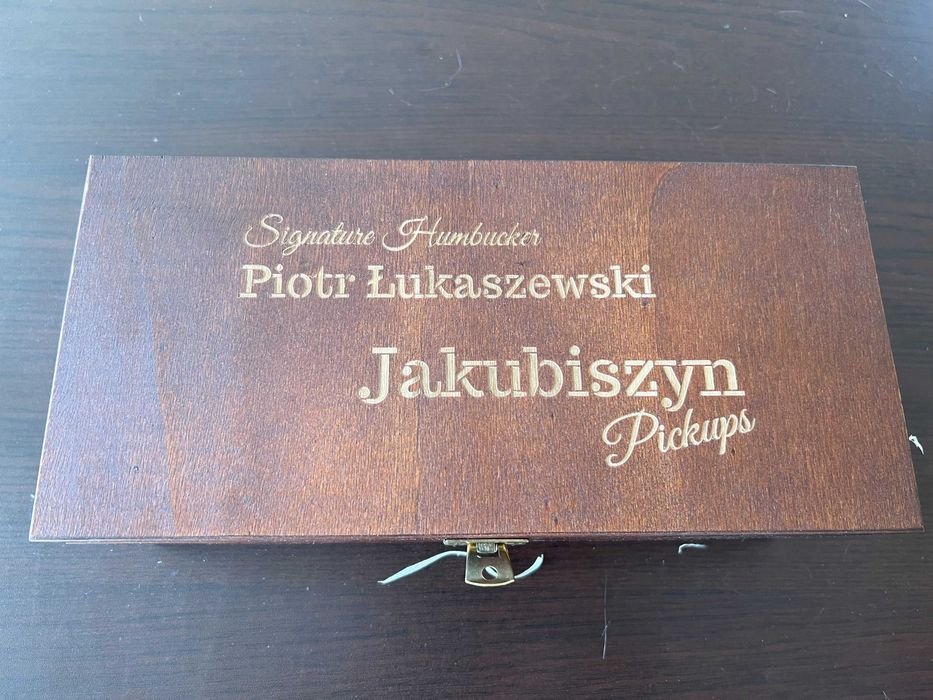 Signature Humbucker
Piotr Łukaszewski
Jakubiszyn
Pickups